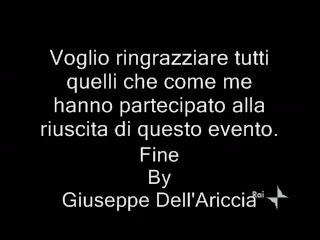 Voglio ringrazziare tutti
quelli che come me
hanno partecipato alla
riuscita di questo evento.
Fine
By
Giuseppe Dell'Ariccia
Rai